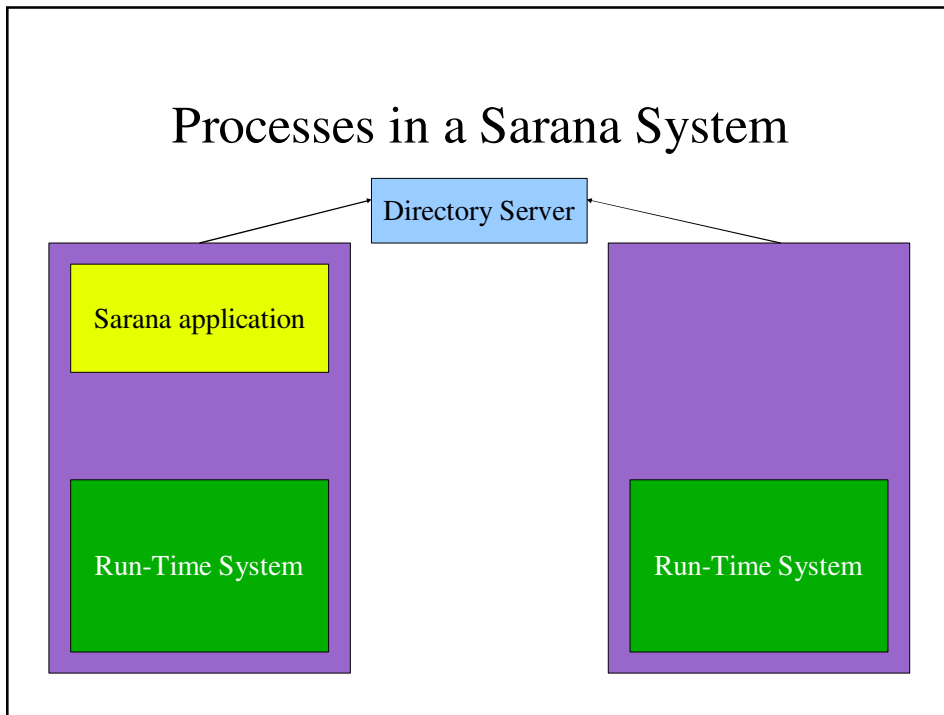 Processes in a Sarana System
Directory Server
Sarana application
Run-Time System
Run-Time System